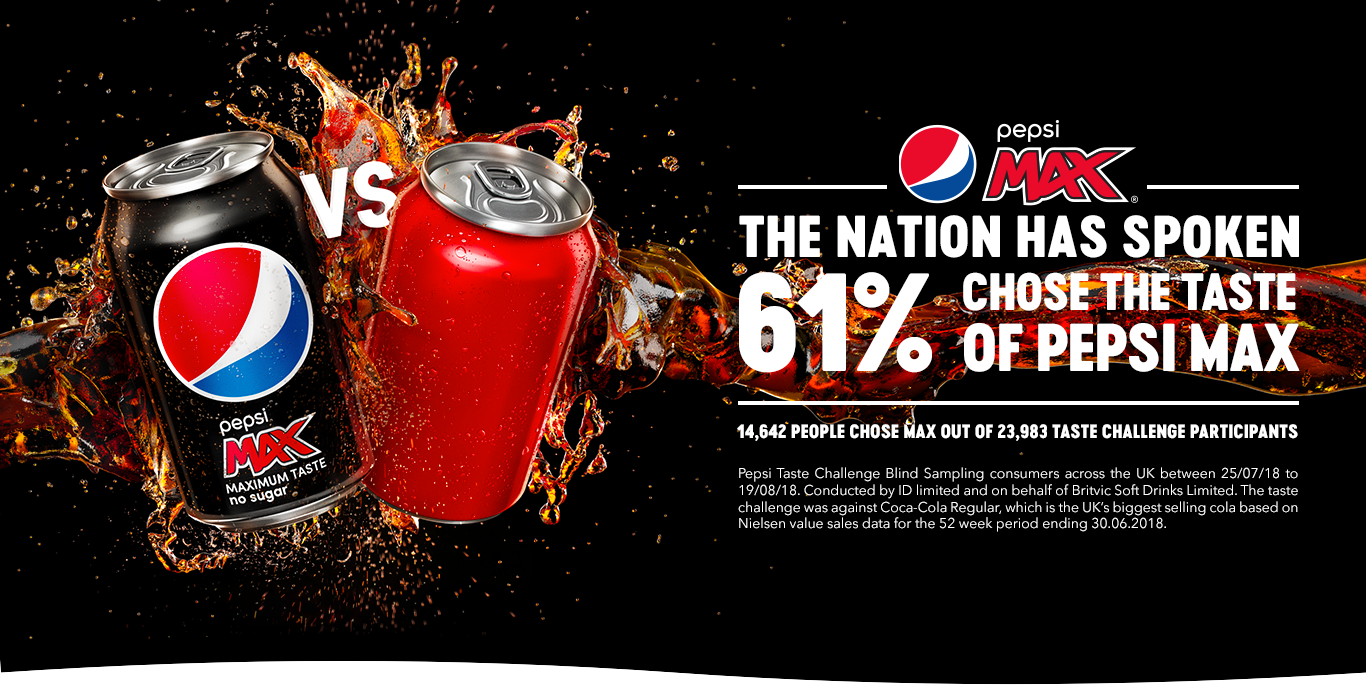 VS
pepsi
MAX
MAXIMUM TASTE
no sugar
pepsi
MAX®
THE NATION HAS SPOKEN
61% CHOSE THE TASTE
OF PEPSI MAX
14,642 PEOPLE CHOSE MAX OUT OF 23,983 TASTE CHALLENGE PARTICIPANTS
Pepsi Taste Challenge Blind Sampling consumers across the UK between 25/07/18 to
19/08/18. Conducted by ID limited and on behalf of Britvic Soft Drinks Limited. The taste
challenge was against Coca-Cola Regular, which is the UK's biggest selling cola based on
Nielsen value sales data for the 52 week period ending 30.06.2018.